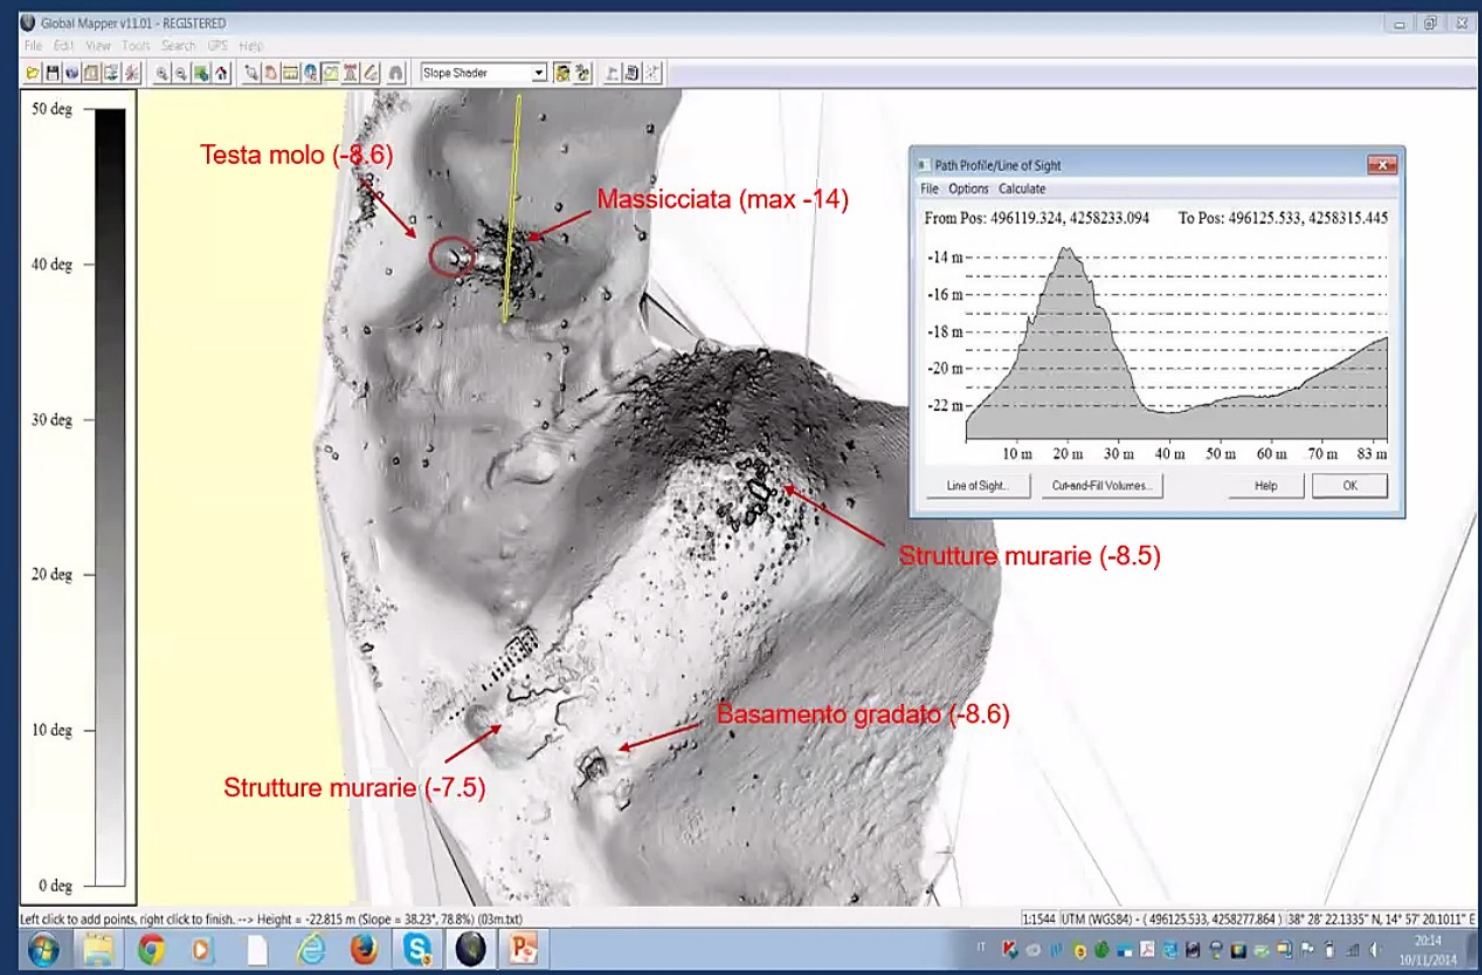 Global Mapper v11.01 - REGISTERED
File Edit View Tools Search GPS Help
Slope Shader
50 deg
40 deg
30 deg
20 deg
10 deg
0 deg
Testa molo (-8.6)
Massicciata (max -14)
Strutture murarie (-8.5)
Basamento gradato (-8.6)
Strutture murarie (-7.5)
Path Profile/Line of Sight
File Options Calculate
From Pos: 496119.324, 4258233.094 To Pos: 496125.533, 4258315.445
-14 m
-16 m
-18 m
-20 m
-22 m
10 m 20 m 30 m 40 m 50 m 60 m 70 m 83 m
Line of Sight... Cut-and-Fill Volumes... Help OK
Left click to add points, right click to finish. --> Height = -22.815 m (Slope = 38.23°, 78.8%) (03m.txt)
1:1544 UTM (WGS84) - ( 496125.533, 4258277.864 ) 38° 28' 22.1335" N, 14° 57' 20.1011" E
IT
20:14
10/11/2014